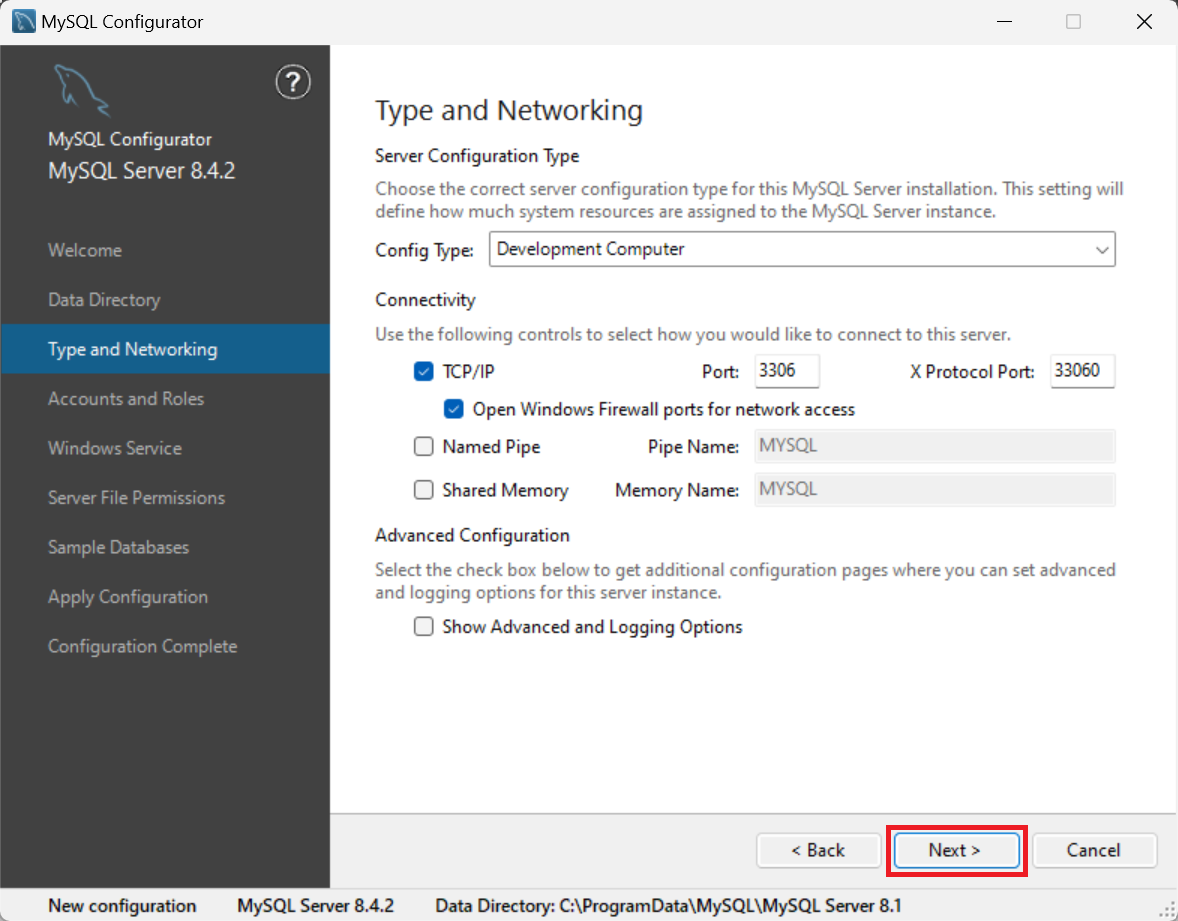 MySQL Configurator
?
MySQL Configurator
MySQL Server 8.4.2
Welcome
Data Directory
Type and Networking
Accounts and Roles
Windows Service
Server File Permissions
Sample Databases
Apply Configuration
Configuration Complete
Type and Networking
Server Configuration Type
Choose the correct server configuration type for this MySQL Server installation. This setting will
define how much system resources are assigned to the MySQL Server instance.
Config Type: Development Computer
Connectivity
Use the following controls to select how you would like to connect to this server.
TCP/IP Port: 3306 X Protocol Port: 33060
Open Windows Firewall ports for network access
Named Pipe Pipe Name: MYSQL
Shared Memory Memory Name: MYSQL
Advanced Configuration
Select the check box below to get additional configuration pages where you can set advanced
and logging options for this server instance.
Show Advanced and Logging Options
< Back Next > Cancel
New configuration MySQL Server 8.4.2 Data Directory: C:\ProgramData\MySQL\MySQL Server 8.1